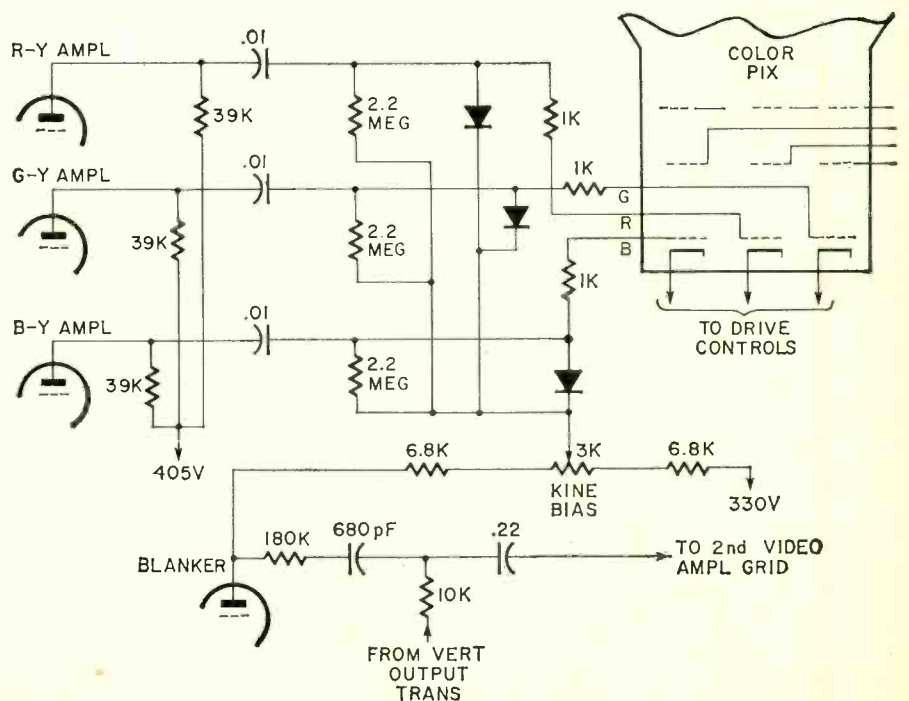 R-Y AMPL
.01
39K
2.2
MEG
1K
COLOR
PIX
G-Y AMPL
.01
39K
2.2
MEG
1K
G
R
B
1K
TO DRIVE
CONTROLS
B-Y AMPL
.01
39K
2.2
MEG
405V
6.8K
3K
6.8K
KINE
BIAS
330V
BLANKER
180K
680pF
.22
TO 2nd VIDEO
AMPL GRID
10K
FROM VERT
OUTPUT
TRANS